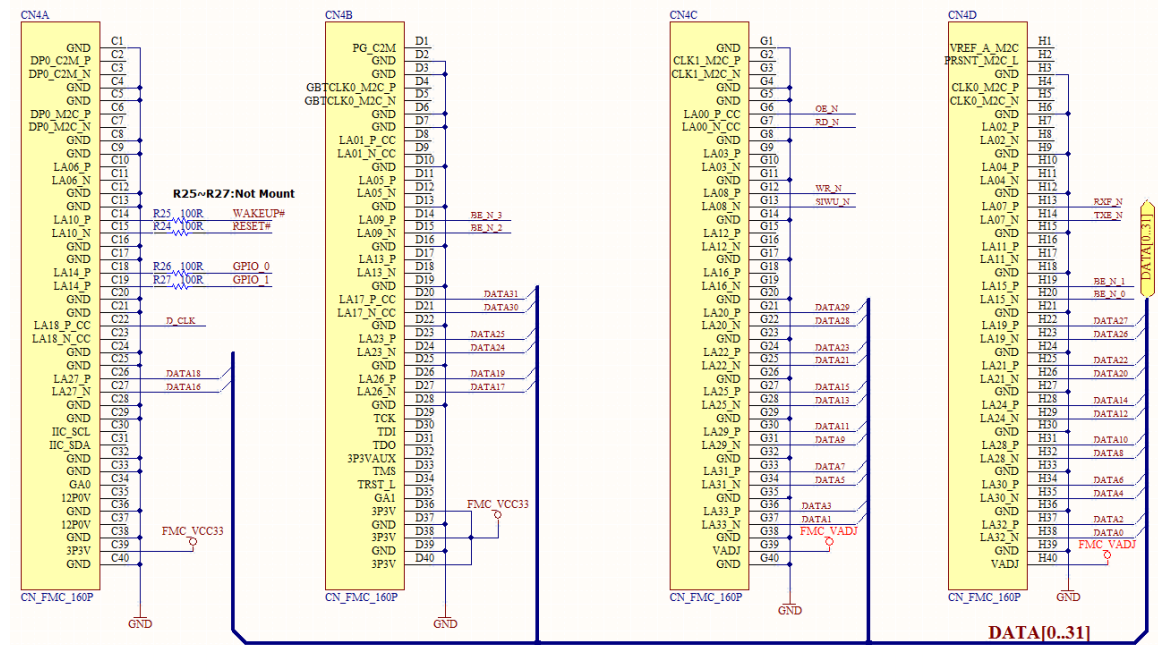 CN4A
GND C1
DP0_C2M_P C2
DP0_C2M_N C3
GND C4
GND C5
DP0_M2C_P C6
DP0_M2C_N C7
GND C8
GND C9
LA06_P C10
LA06_N C11
GND C12
GND C13
R25~R27:Not Mount
LA10_P C14 R25 100R WAKEUP#
LA10_N C15 R24 100R RESET#
GND C16
GND C17
LA14_P C18 R26 100R GPIO_0
LA14_P C19 R27 100R GPIO_1
GND C20
GND C21
LA18_P_CC C22 D_CLK
LA18_N_CC C23
GND C24
GND C25
LA27_P C26 DATA18
LA27_N C27 DATA16
GND C28
GND C29
IIC_SCL C30
IIC_SDA C31
GND C32
GND C33
GA0 C34
12P0V C35
GND C36
12P0V C37
GND C38 FMC_VCC33
3P3V C39
GND C40
CN_FMC_160P
GND
CN4B
PG_C2M D1
GND D2
GND D3
GBTCLK0_M2C_P D4
GBTCLK0_M2C_N D5
GND D6
GND D7
LA01_P_CC D8
LA01_N_CC D9
GND D10
LA05_P D11
LA05_N D12
GND D13
LA09_P D14 BE_N_3
LA09_N D15 BE_N_2
GND D16
LA13_P D17
LA13_N D18
GND D19
LA17_P_CC D20 DATA31
LA17_N_CC D21 DATA30
GND D22
LA23_P D23 DATA25
LA23_N D24 DATA24
GND D25
LA26_P D26 DATA19
LA26_N D27 DATA17
GND D28
TCK D29
TDI D30
TDO D31
3P3VAUX D32
TMS D33
TRST_L D34
GA1 D35
3P3V D36 FMC_VCC33
GND D37
3P3V D38
GND D39
3P3V D40
CN_FMC_160P
GND
CN4C
GND G1
CLK1_M2C_P G2
CLK1_M2C_N G3
GND G4
GND G5
LA00_P_CC G6 OE_N
LA00_N_CC G7 RD_N
GND G8
LA03_P G9
LA03_N G10
GND G11
LA08_P G12 WR_N
LA08_N G13 SIWU_N
GND G14
LA12_P G15
LA12_N G16
GND G17
LA16_P G18
LA16_N G19
GND G20
LA20_P G21 DATA29
LA20_N G22 DATA28
GND G23
LA22_P G24 DATA23
LA22_N G25 DATA21
GND G26
LA25_P G27 DATA15
LA25_N G28 DATA13
GND G29
LA29_P G30 DATA11
LA29_N G31 DATA9
GND G32
LA31_P G33 DATA7
LA31_N G34 DATA5
GND G35
LA33_P G36 DATA3
LA33_N G37 DATA1
GND G38 FMC_VADJ
VADJ G39
GND G40
CN_FMC_160P
GND
CN4D
VREF_A_M2C H1
PRSNT_M2C_L H2
GND H3
CLK0_M2C_P H4
CLK0_M2C_N H5
GND H6
LA02_P H7
LA02_N H8
GND H9
LA04_P H10
LA04_N H11
GND H12
LA07_P H13 RXF_N
LA07_N H14 TXE_N
GND H15
LA11_P H16
LA11_N H17
GND H18
LA15_P H19 BE_N_1
LA15_N H20 BE_N_0
GND H21
LA19_P H22 DATA27
LA19_N H23 DATA26
GND H24
LA21_P H25 DATA22
LA21_N H26 DATA20
GND H27
LA24_P H28 DATA14
LA24_N H29 DATA12
GND H30
LA28_P H31 DATA10
LA28_N H32 DATA8
GND H33
LA30_P H34 DATA6
LA30_N H35 DATA4
GND H36
LA32_P H37 DATA2
LA32_N H38 DATA0
GND H39 FMC_VADJ
VADJ H40
CN_FMC_160P
GND
DATA[0..31]
DATA[0..31]